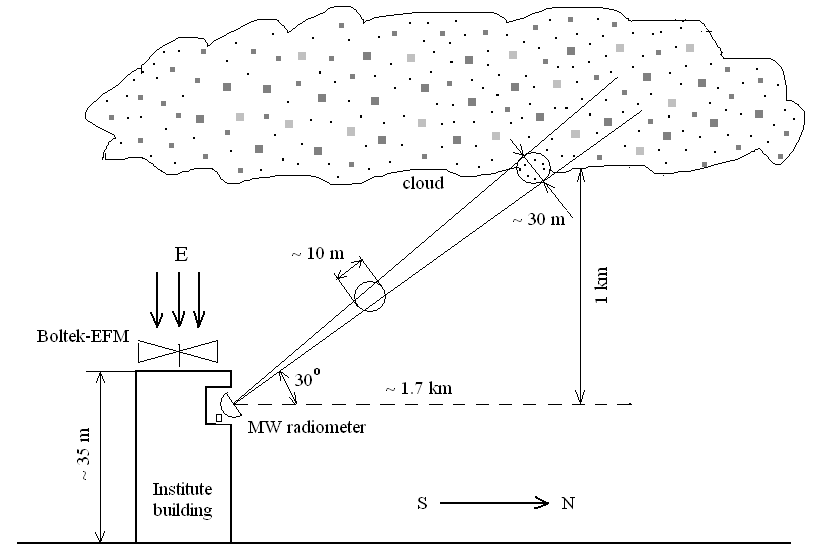 cloud
~ 30 m
~ 10 m
E
1 km
Boltek-EFM
30°
~ 1.7 km
MW radiometer
~ 35 m
Institute
building
S
N